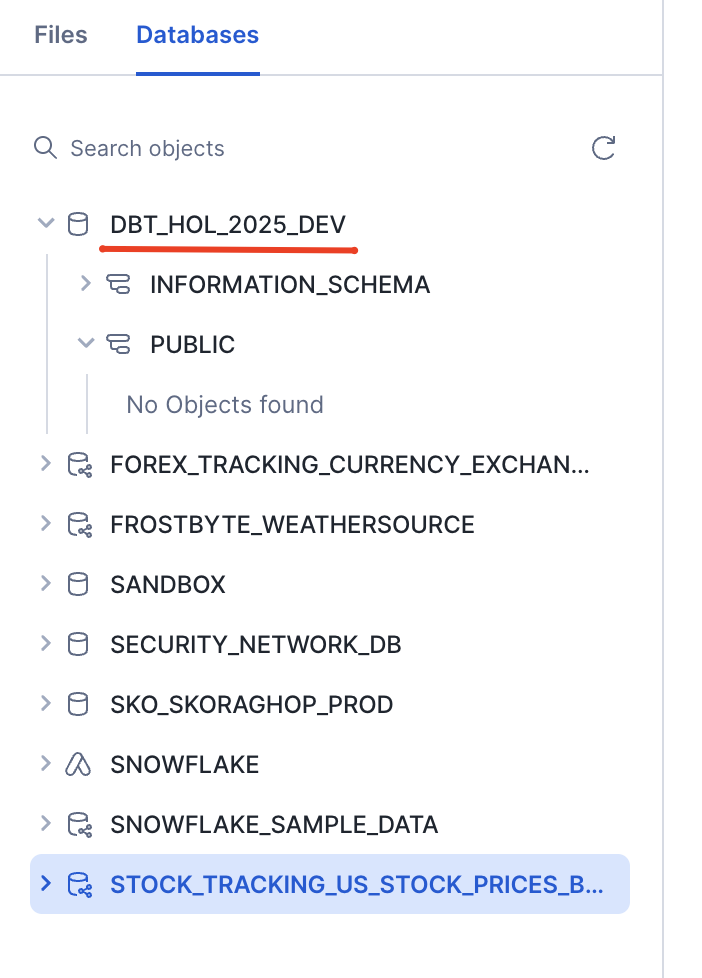 Files Databases
Search objects
DBT_HOL_2025_DEV
INFORMATION_SCHEMA
PUBLIC
No Objects found
FOREX_TRACKING_CURRENCY_EXCHAN...
FROSTBYTE_WEATHERSOURCE
SANDBOX
SECURITY_NETWORK_DB
SKO_SKORAGHOP_PROD
SNOWFLAKE
SNOWFLAKE_SAMPLE_DATA
STOCK_TRACKING_US_STOCK_PRICES_B...